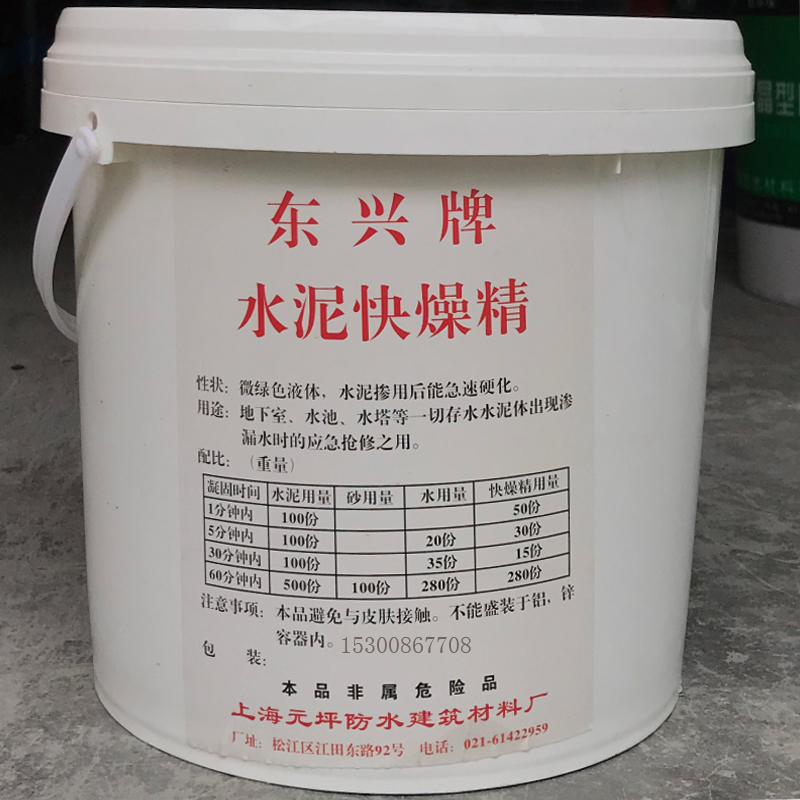 东兴牌
水泥快燥精
性状：微绿色液体，水泥掺用后能急速硬化。
用途：地下室、水池、水塔等一切存水水泥体出现渗
漏水时的应急抢修之用。
配比：（重量）
凝固时间 水泥用量 砂用量 水用量 快燥精用量
1分钟内 100份 50份
5分钟内 100份 20份 30份
30分钟内 100份 35份 15份
60分钟内 500份 100份 280份 280份
注意事项：本品避免与皮肤接触。不能盛装于铝，锌
容器内。15300867708
包装：
本品非属危险品
上海元坪防水建筑材料厂
厂址：松江区江田东路92号 电话：021-61422959
晶型
材料